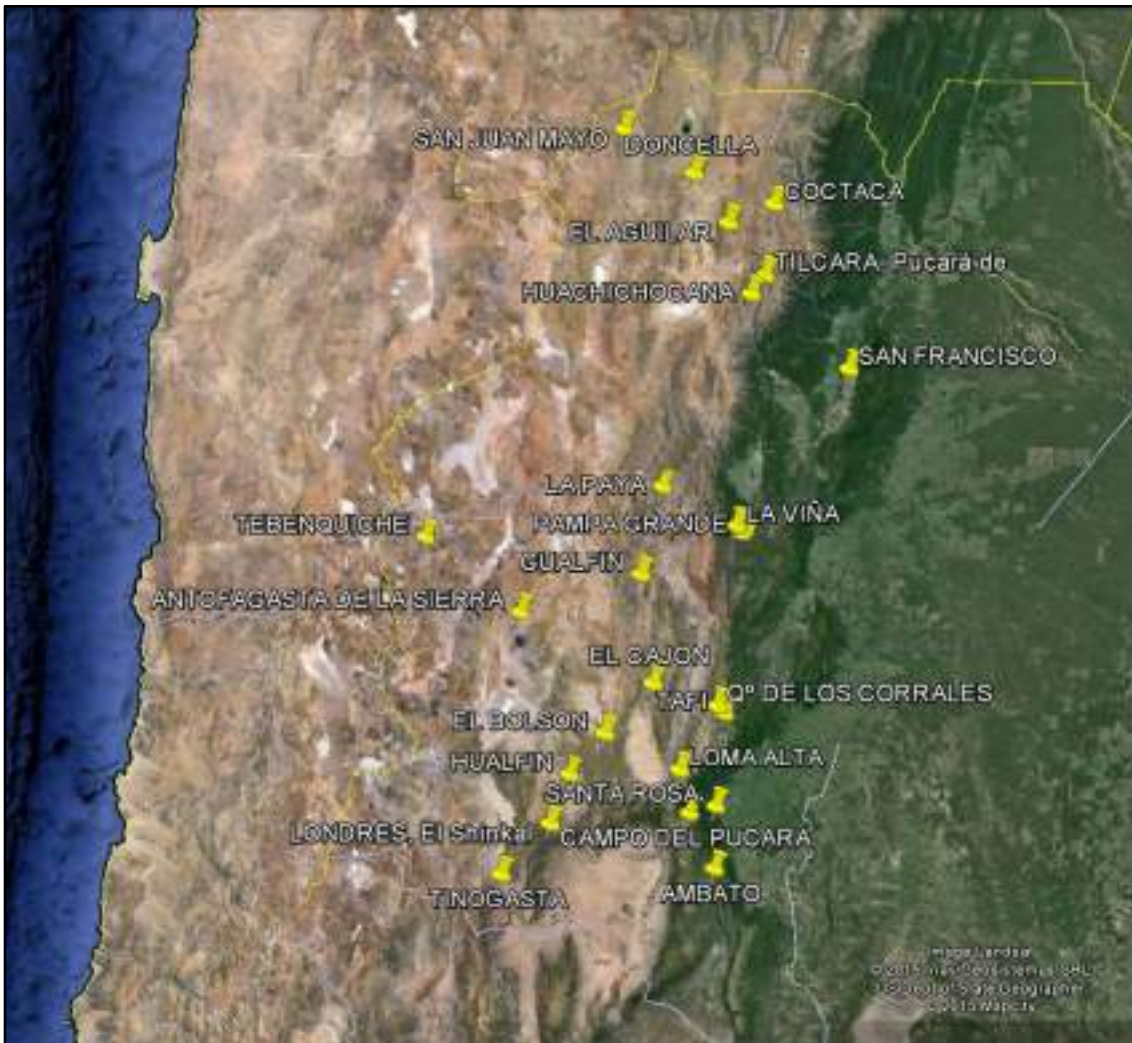 SAN JUAN MAYO
DONCELLA
COCTACA
EL AGUILAR
TILCARA, Pucará de
HUACHICHOCANA
SAN FRANCISCO
LA PAYA
TEBENQUICHE
PAMPA GRANDE
LA VIÑA
GUALFIN
ANTOFAGASTA DE LA SIERRA
EL CAJON
TAFI
Qº DE LOS CORRALES
El BOLSON
HUALFIN
LOMA ALTA
SANTA ROSA
LONDRES, El Shinkal
CAMPO DEL PUCARA
TINOGASTA
AMBATO
Image Landsat